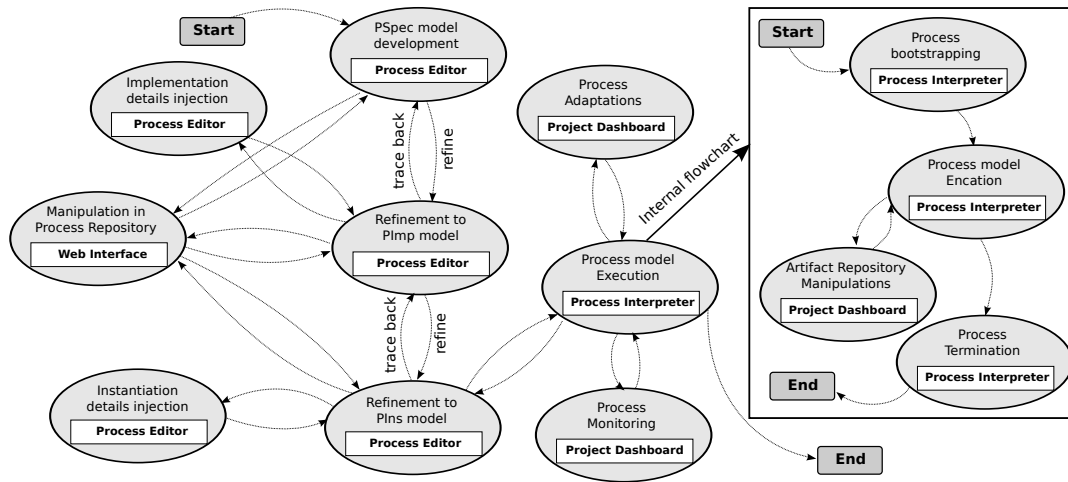 Start
PSpec model
development
Process Editor
Implementation
details injection
Process Editor
trace back
refine
Process
Adaptations
Project Dashboard
Internal flowchart
Manipulation in
Process Repository
Web Interface
Refinement to
PImp model
Process Editor
Process model
Execution
Process Interpreter
trace back
refine
Instantiation
details injection
Process Editor
Refinement to
PIns model
Process Editor
Process
Monitoring
Project Dashboard
End
Start
Process
bootstrapping
Process Interpreter
Process model
Encation
Process Interpreter
Artifact Repository
Manipulations
Project Dashboard
Process
Termination
Process Interpreter
End